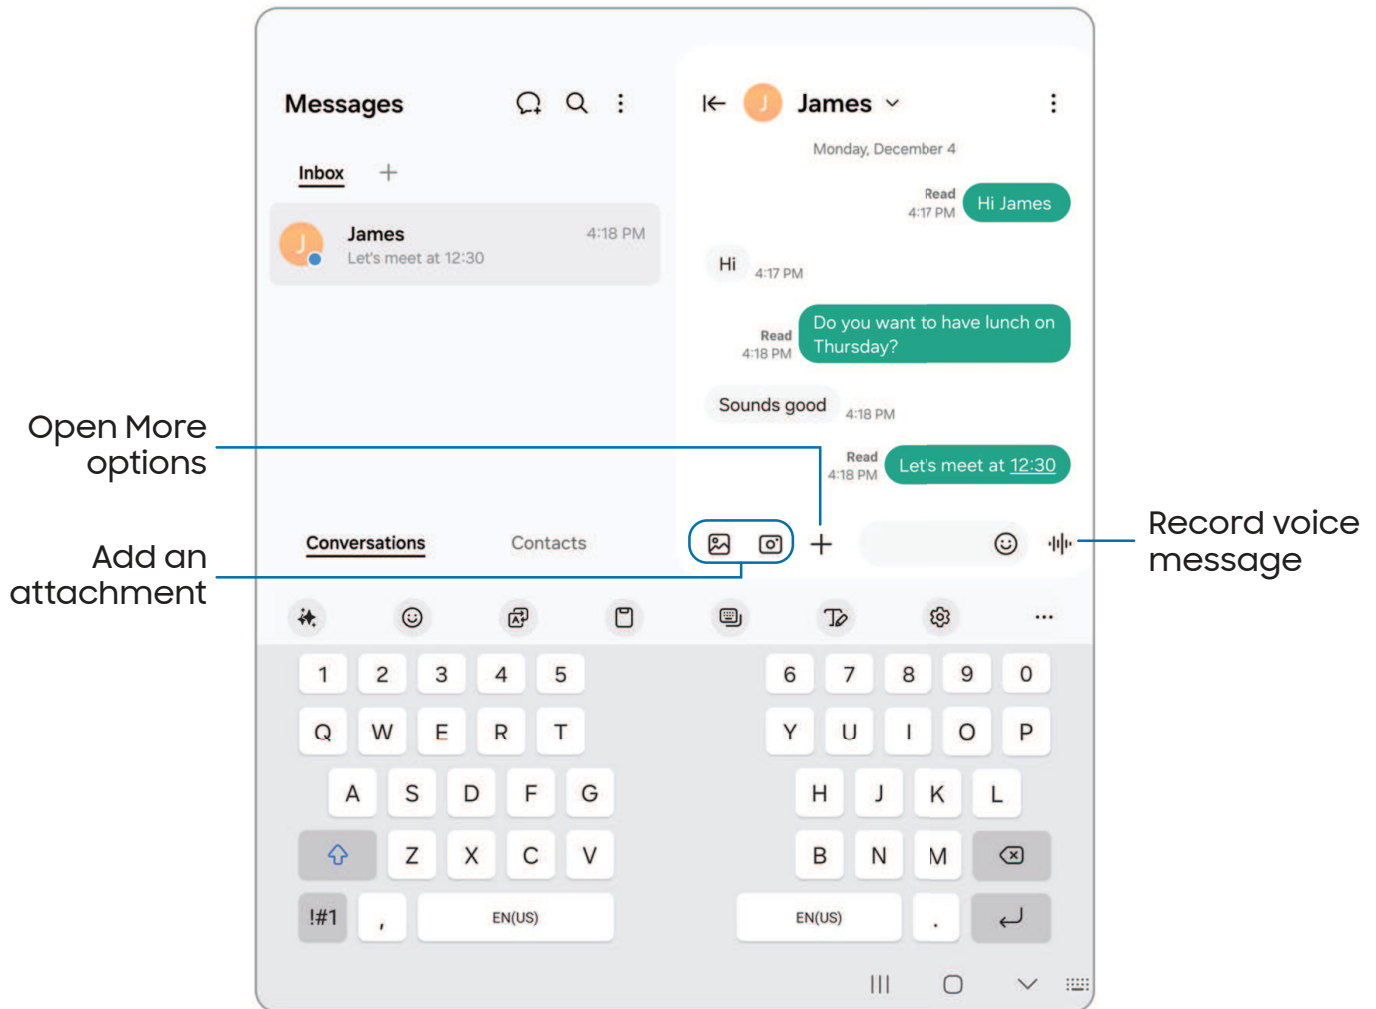 Messages
Inbox
J
James
4:18 PM
Let's meet at 12:30
Conversations
Contacts
J
James
Monday, December 4
Read
4:17 PM
Hi James
Hi
4:17 PM
Read
4:18 PM
Do you want to have lunch on
Thursday?
Sounds good
4:18 PM
Read
4:18 PM
Let's meet at 12:30
Open More
options
Add an
attachment
Record voice
message
1 2 3 4 5 6 7 8 9 0
Q W E R T Y U I O P
A S D F G H J K L
Z X C V B N M
!#1 , EN(US) EN(US) .